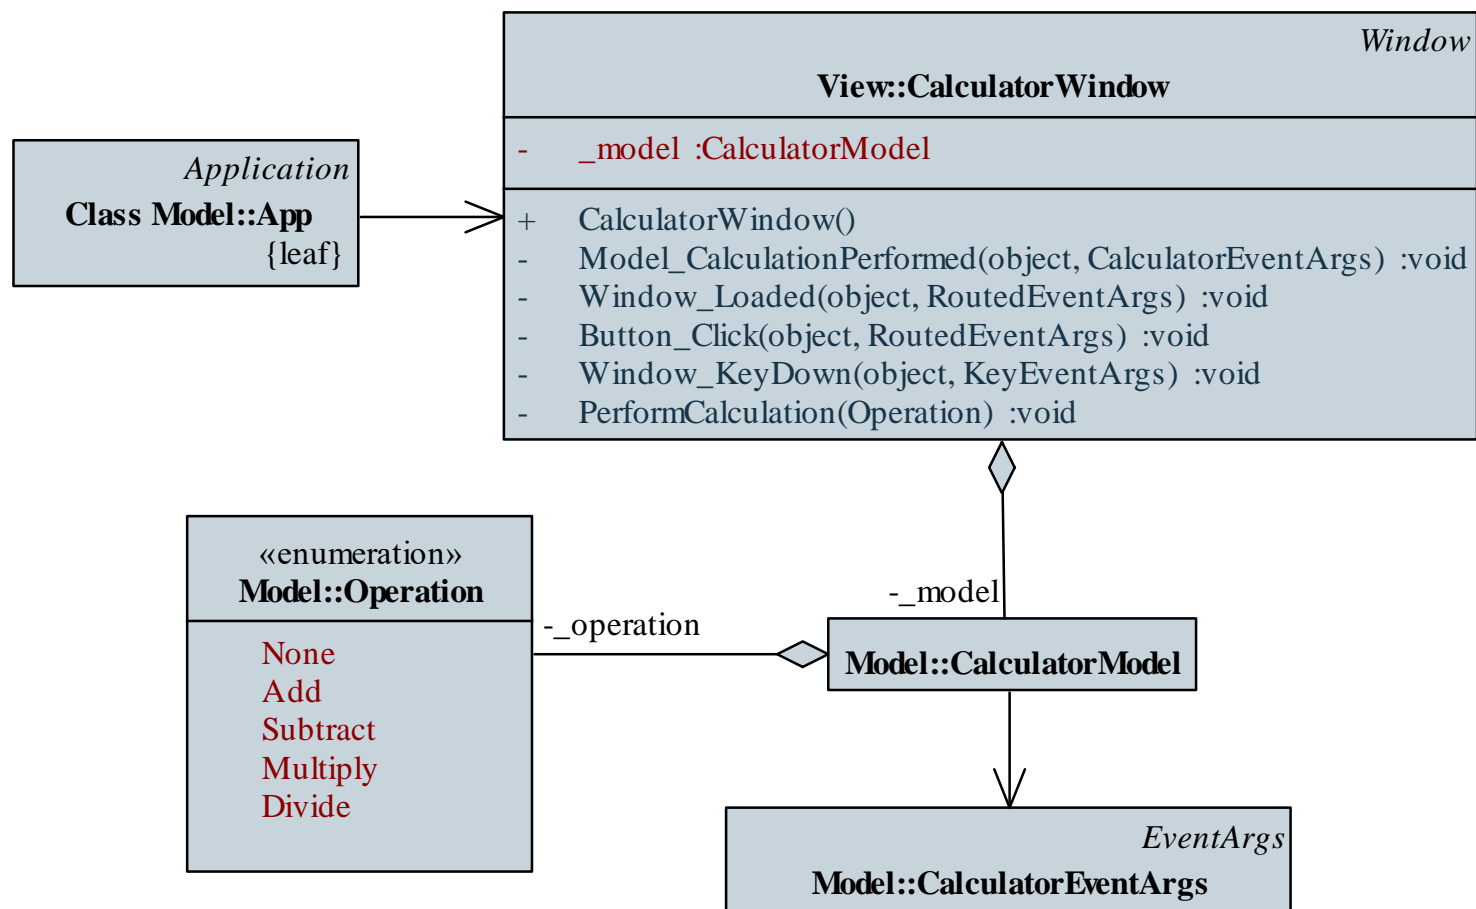 Window
View::CalculatorWindow
- _model :CalculatorModel
+ CalculatorWindow()
- Model_CalculationPerformed(object, CalculatorEventArgs) :void
- Window_Loaded(object, RoutedEventArgs) :void
- Button_Click(object, RoutedEventArgs) :void
- Window_KeyDown(object, KeyEventArgs) :void
- PerformCalculation(Operation) :void
Application
Class Model::App
{leaf}
«enumeration»
Model::Operation
None
Add
Subtract
Multiply
Divide
-_operation
-_model
Model::CalculatorModel
EventArgs
Model::CalculatorEventArgs